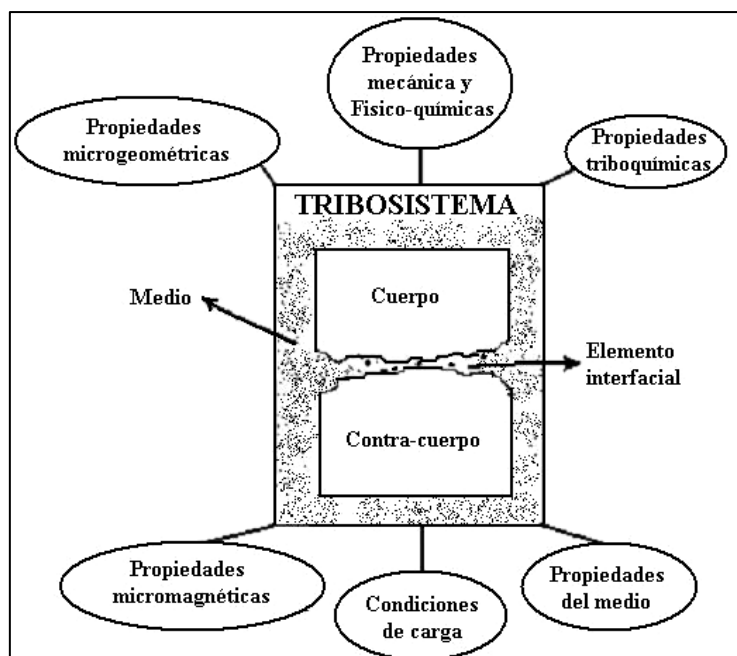 Propiedades
mecánica y
Fisico-químicas
Propiedades
microgeométricas
Propiedades
triboquímicas
TRIBOSISTEMA
Medio
Cuerpo
Elemento
interfacial
Contra-cuerpo
Propiedades
micromagnéticas
Condiciones
de carga
Propiedades
del medio